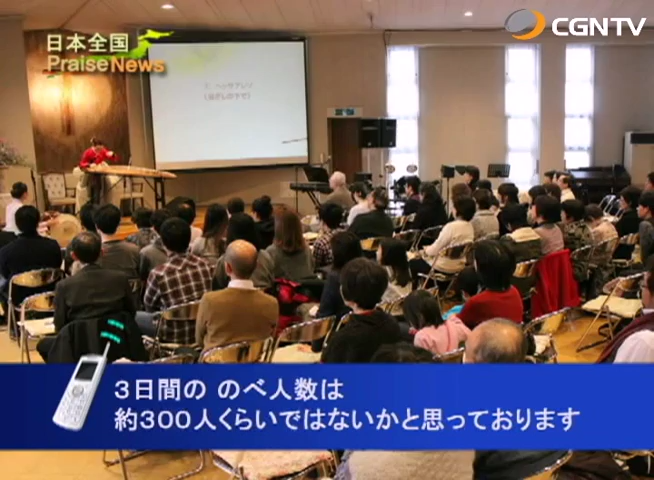 日本全国
PraiseNews
CGNTV
3日間の のべ人数は
約300人くらいではないかと思っております